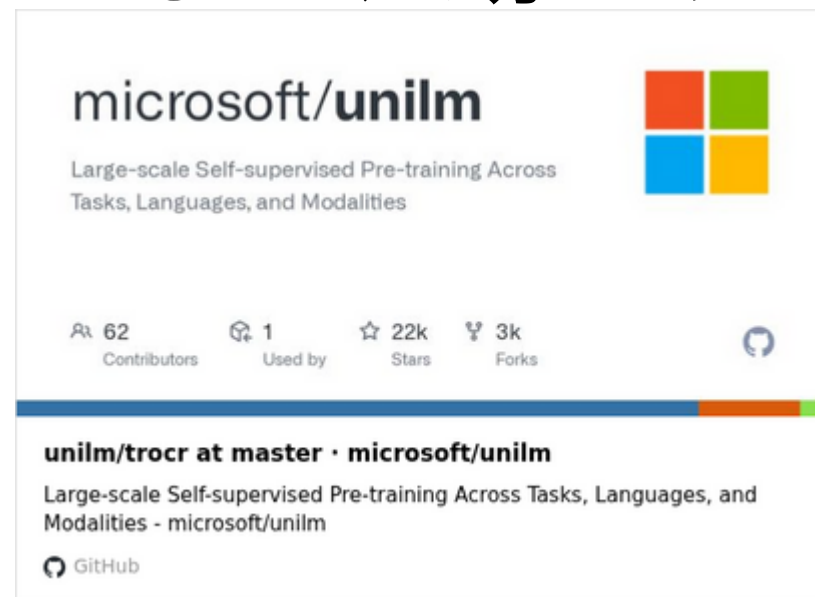 microsoft/unilm
Large-scale Self-supervised Pre-training Across
Tasks, Languages, and Modalities
62 1 22k 3k
Contributors Used by Stars Forks
unilm/trocr at master · microsoft/unilm
Large-scale Self-supervised Pre-training Across Tasks, Languages, and
Modalities - microsoft/unilm
GitHub